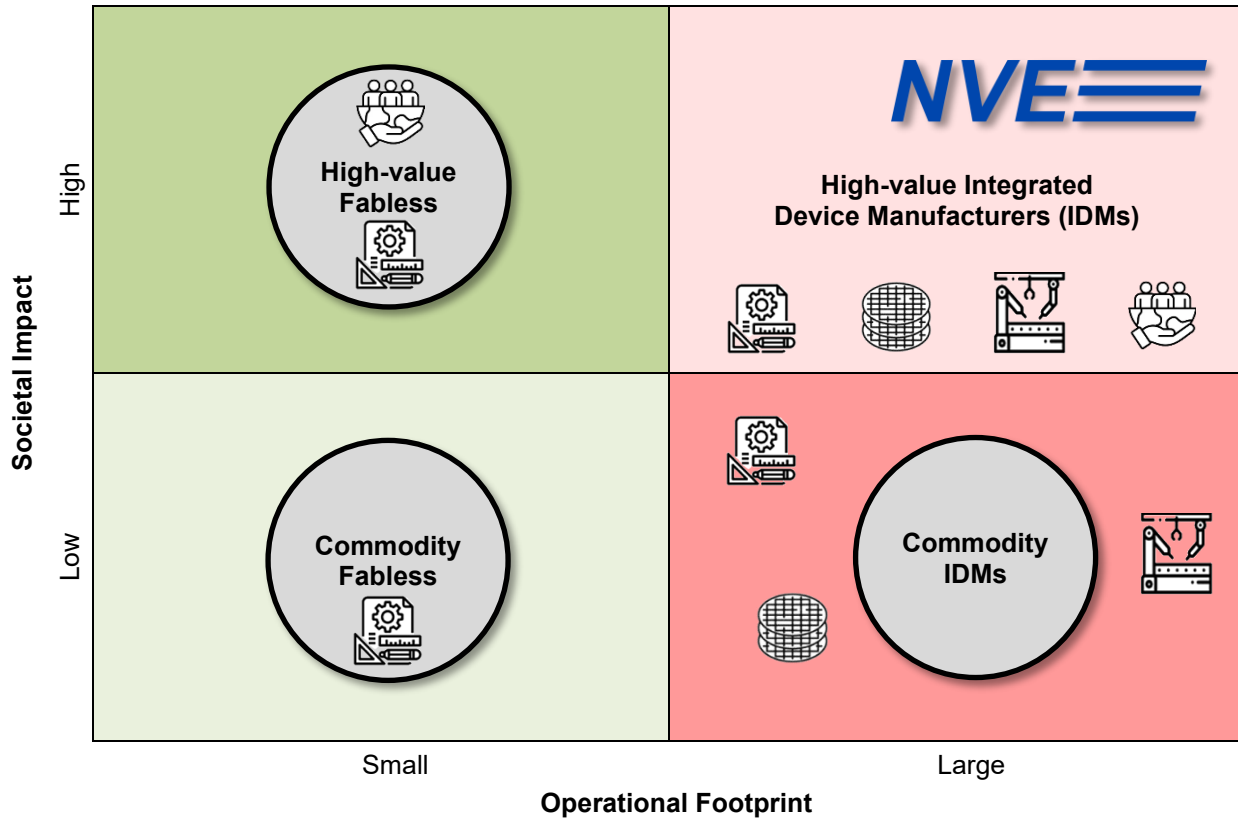 NVE
High-value
Fabless
High-value Integrated
Device Manufacturers (IDMs)
High
Societal Impact
Low
Commodity
Fabless
Commodity
IDMs
Small
Large
Operational Footprint